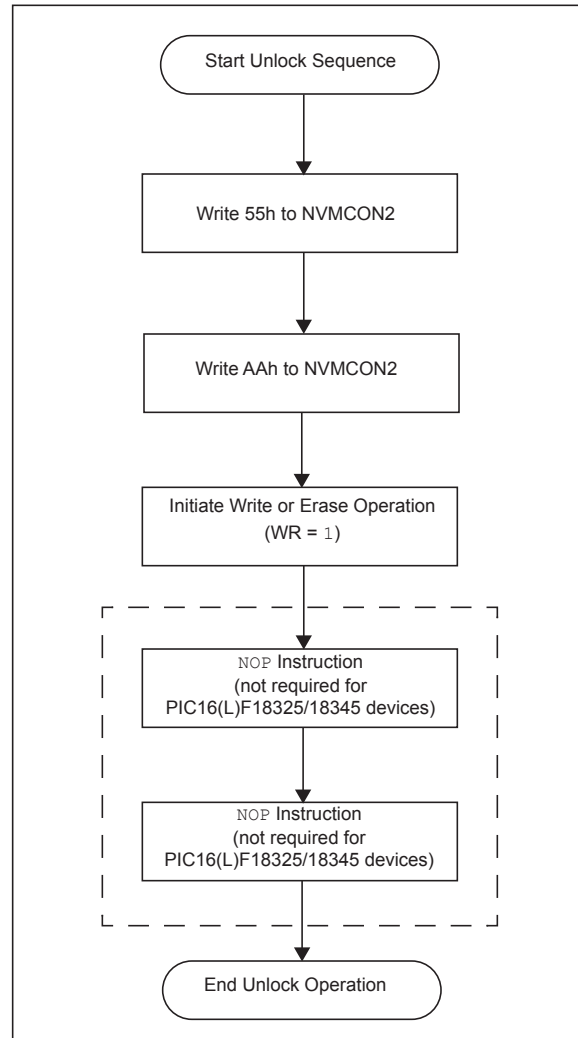 Start Unlock Sequence
Write 55h to NVMCON2
Write AAh to NVMCON2
Initiate Write or Erase Operation
(WR = 1)
NOP Instruction
(not required for
PIC16(L)F18325/18345 devices)
NOP Instruction
(not required for
PIC16(L)F18325/18345 devices)
End Unlock Operation